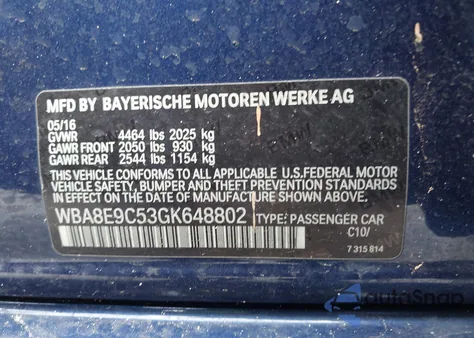 MFD BY BAYERISCHE MOTOREN WERKE AG
05/16
GVWR 4464 lbs 2025 kg
GAWR FRONT 2050 lbs 930 kg
GAWR REAR 2544 lbs 1154 kg
THIS VEHICLE CONFORMS TO ALL APPLICABLE U.S.FEDERAL MOTOR
VEHICLE SAFETY, BUMPER AND THEFT PREVENTION STANDARDS
IN EFFECT ON THE DATE OF MANUFACTURE SHOWN ABOVE.
WBA8E9C53GK648802 TYPE: PASSENGER CAR
C10/
7 315 814
autoSnap